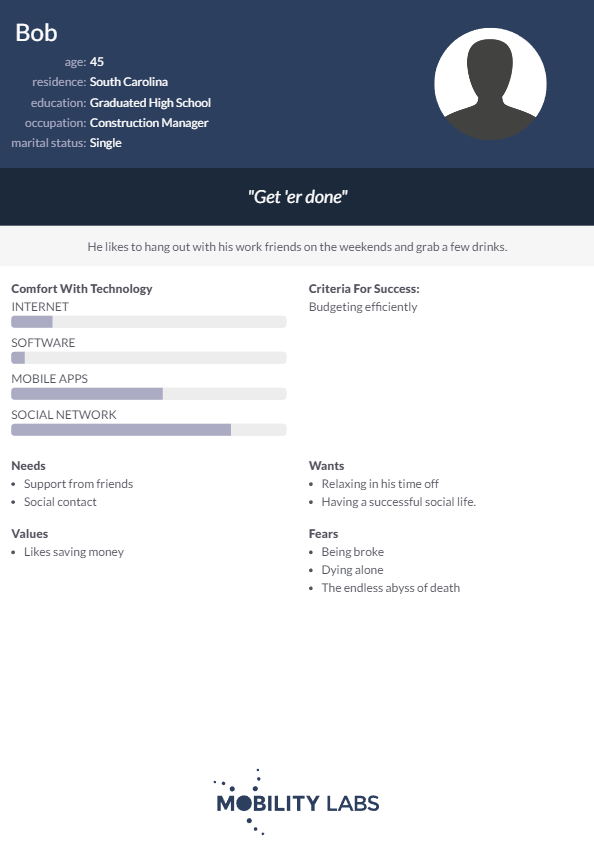 Bob
age: 45
residence: South Carolina
education: Graduated High School
occupation: Construction Manager
marital status: Single
"Get 'er done"
He likes to hang out with his work friends on the weekends and grab a few drinks.
Comfort With Technology
INTERNET
SOFTWARE
MOBILE APPS
SOCIAL NETWORK
Criteria For Success:
Budgeting efficiently
Needs
• Support from friends
• Social contact
Wants
• Relaxing in his time off
• Having a successful social life.
Values
• Likes saving money
Fears
• Being broke
• Dying alone
• The endless abyss of death
MOBILITY LABS